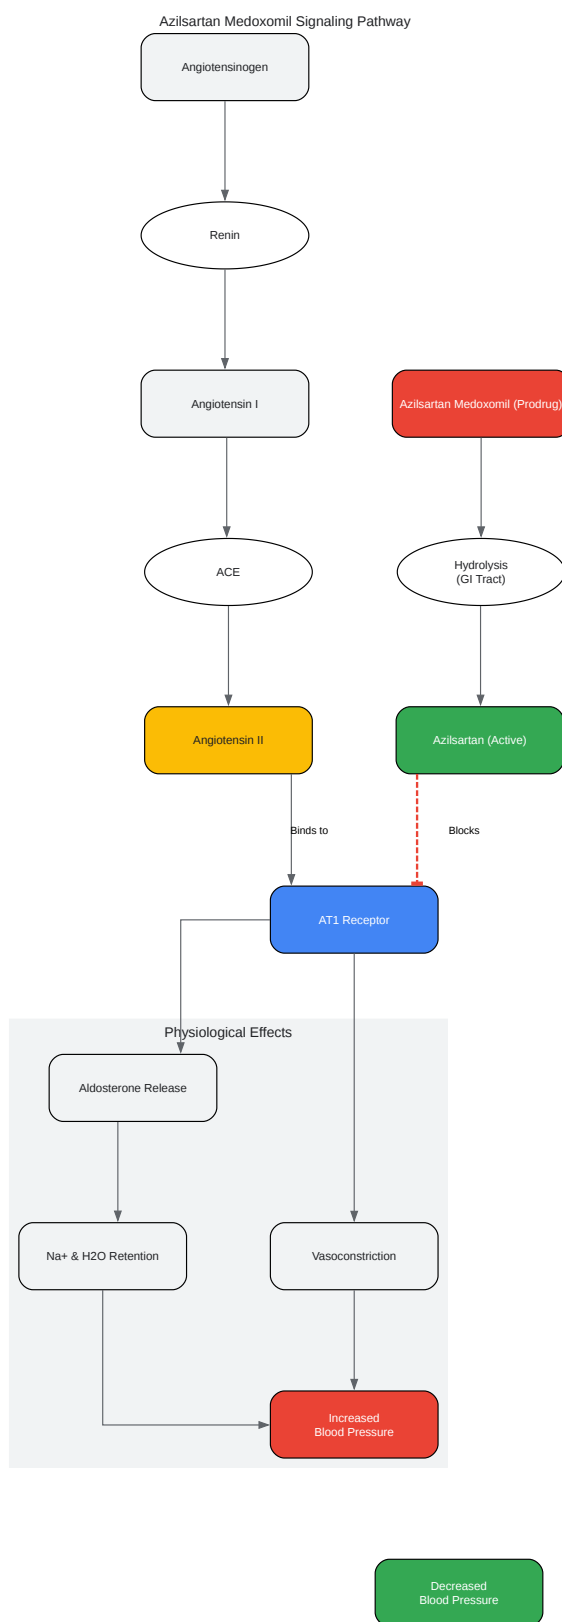 Azilsartan Medoxomil Signaling Pathway
Angiotensinogen
Renin
Angiotensin I
Azilsartan Medoxomil (Prodrug)
ACE
Hydrolysis
(GI Tract)
Angiotensin II
Azilsartan (Active)
Binds to
Blocks
AT1 Receptor
Physiological Effects
Aldosterone Release
Na+ & H2O Retention
Vasoconstriction
Increased
Blood Pressure
Decreased
Blood Pressure